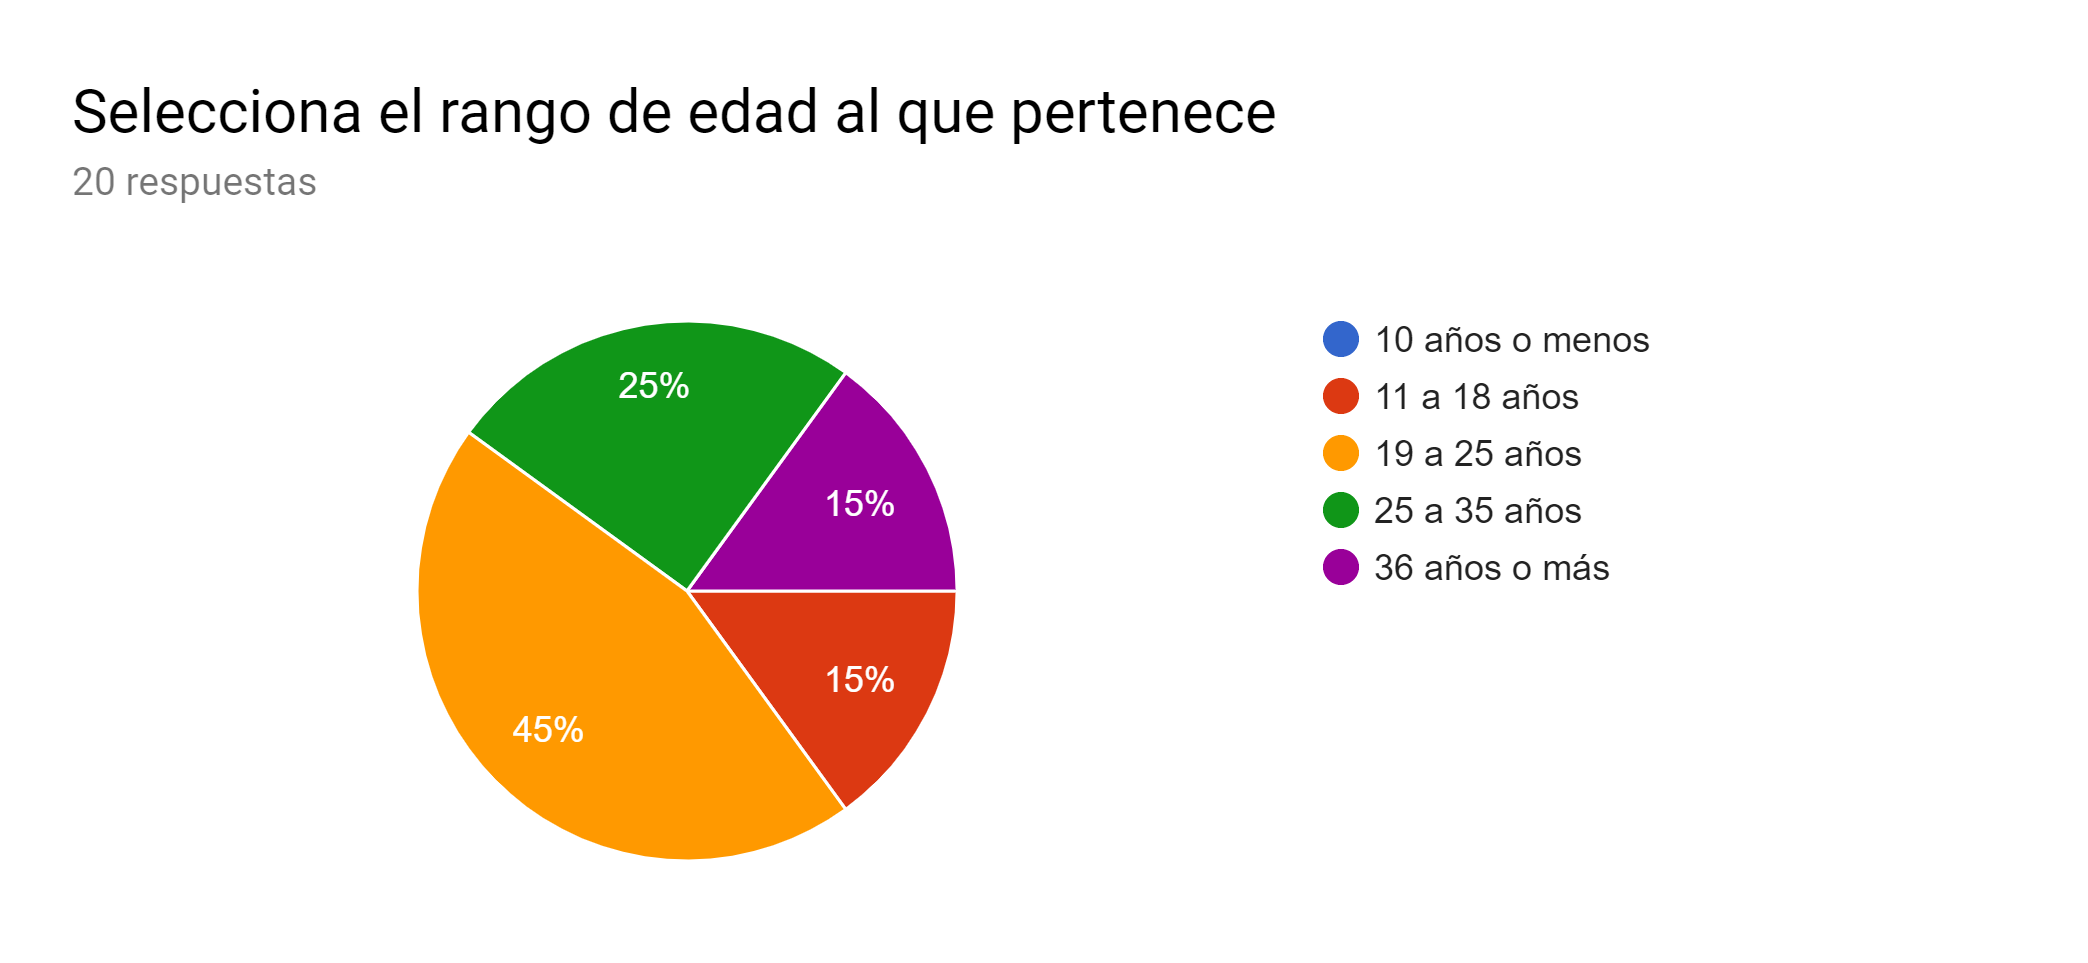 Selecciona el rango de edad al que pertenece
20 respuestas
25%
15%
15%
45%
10 años o menos
11 a 18 años
19 a 25 años
25 a 35 años
36 años o más